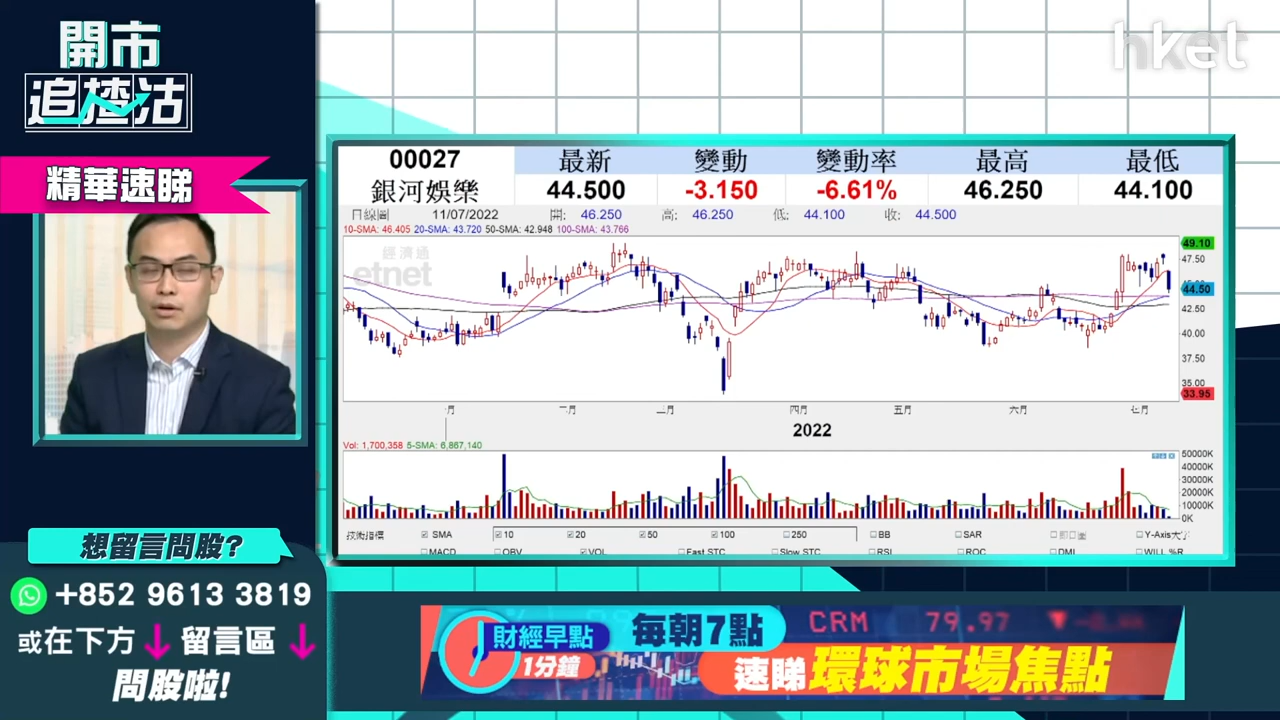 開市
追揸沽
hket
精華速睇
00027
銀河娛樂
最新 變動 變動率 最高 最低
44.500 -3.150 -6.61% 46.250 44.100
日線圖 11/07/2022 開: 46.250 高: 46.250 低: 44.100 收: 44.500
10-SMA: 46.405 20-SMA: 43.720 50-SMA: 42.948 100-SMA: 43.766
經濟通
etnet
49.10
47.50
44.50
42.50
40.00
37.50
35.00
33.95
二月 三月 四月 五月 六月 七月
2022
Vol: 1,700,358 5-SMA: 6,867,140
50000K
40000K
30000K
20000K
10000K
0K
技術指標 SMA 10 20 50 100 250 BB SAR Y-Axis
MACD OBV VOL Fast STC Slow STC RSI ROC DMI WILL %R
想留言問股?
+852 9613 3819
或在下方 留言區
問股啦!
財經早點
1分鐘
每朝7點
CRM 79.97
速睇環球市場焦點